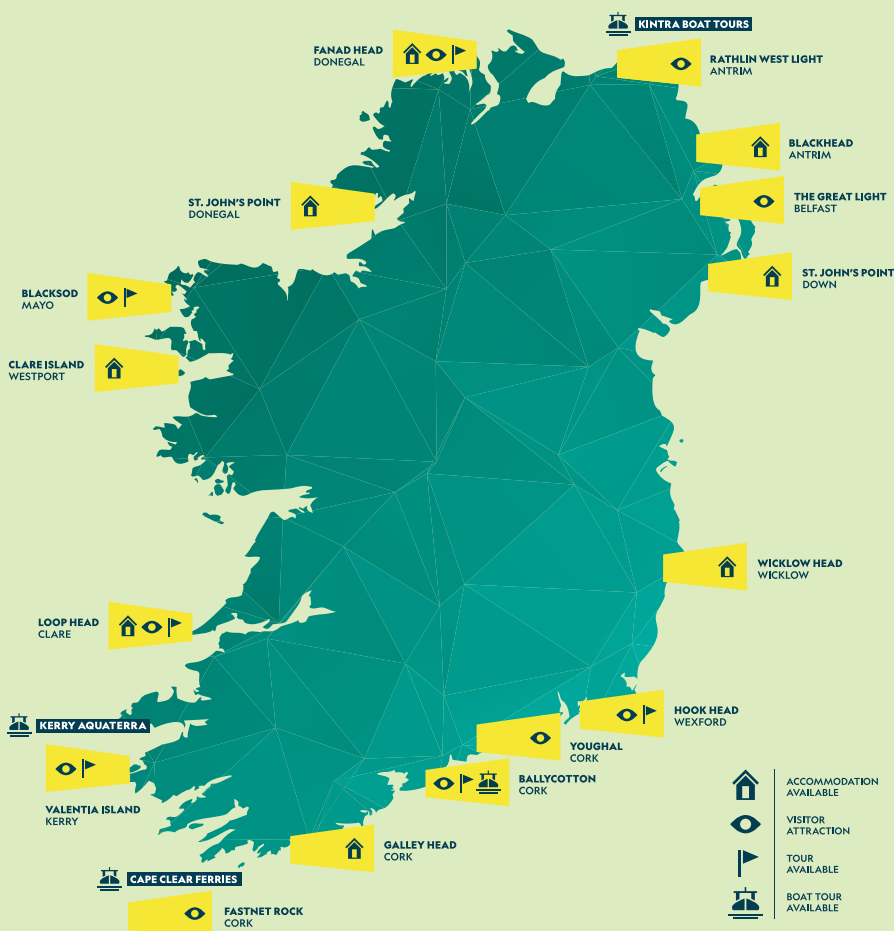 KINTRA BOAT TOURS
FANAD HEAD
DONEGAL
RATHLIN WEST LIGHT
ANTRIM
BLACKHEAD
ANTRIM
ST. JOHN'S POINT
DONEGAL
THE GREAT LIGHT
BELFAST
ST. JOHN'S POINT
DOWN
BLACKSOD
MAYO
CLARE ISLAND
WESTPORT
WICKLOW HEAD
WICKLOW
LOOP HEAD
CLARE
HOOK HEAD
WEXFORD
KERRY AQUATERRA
YOUGHAL
CORK
BALLYCOTTON
CORK
VALENTIA ISLAND
KERRY
GALLEY HEAD
CORK
CAPE CLEAR FERRIES
FASTNET ROCK
CORK
ACCOMMODATION
AVAILABLE
VISITOR
ATTRACTION
TOUR
AVAILABLE
BOAT TOUR
AVAILABLE